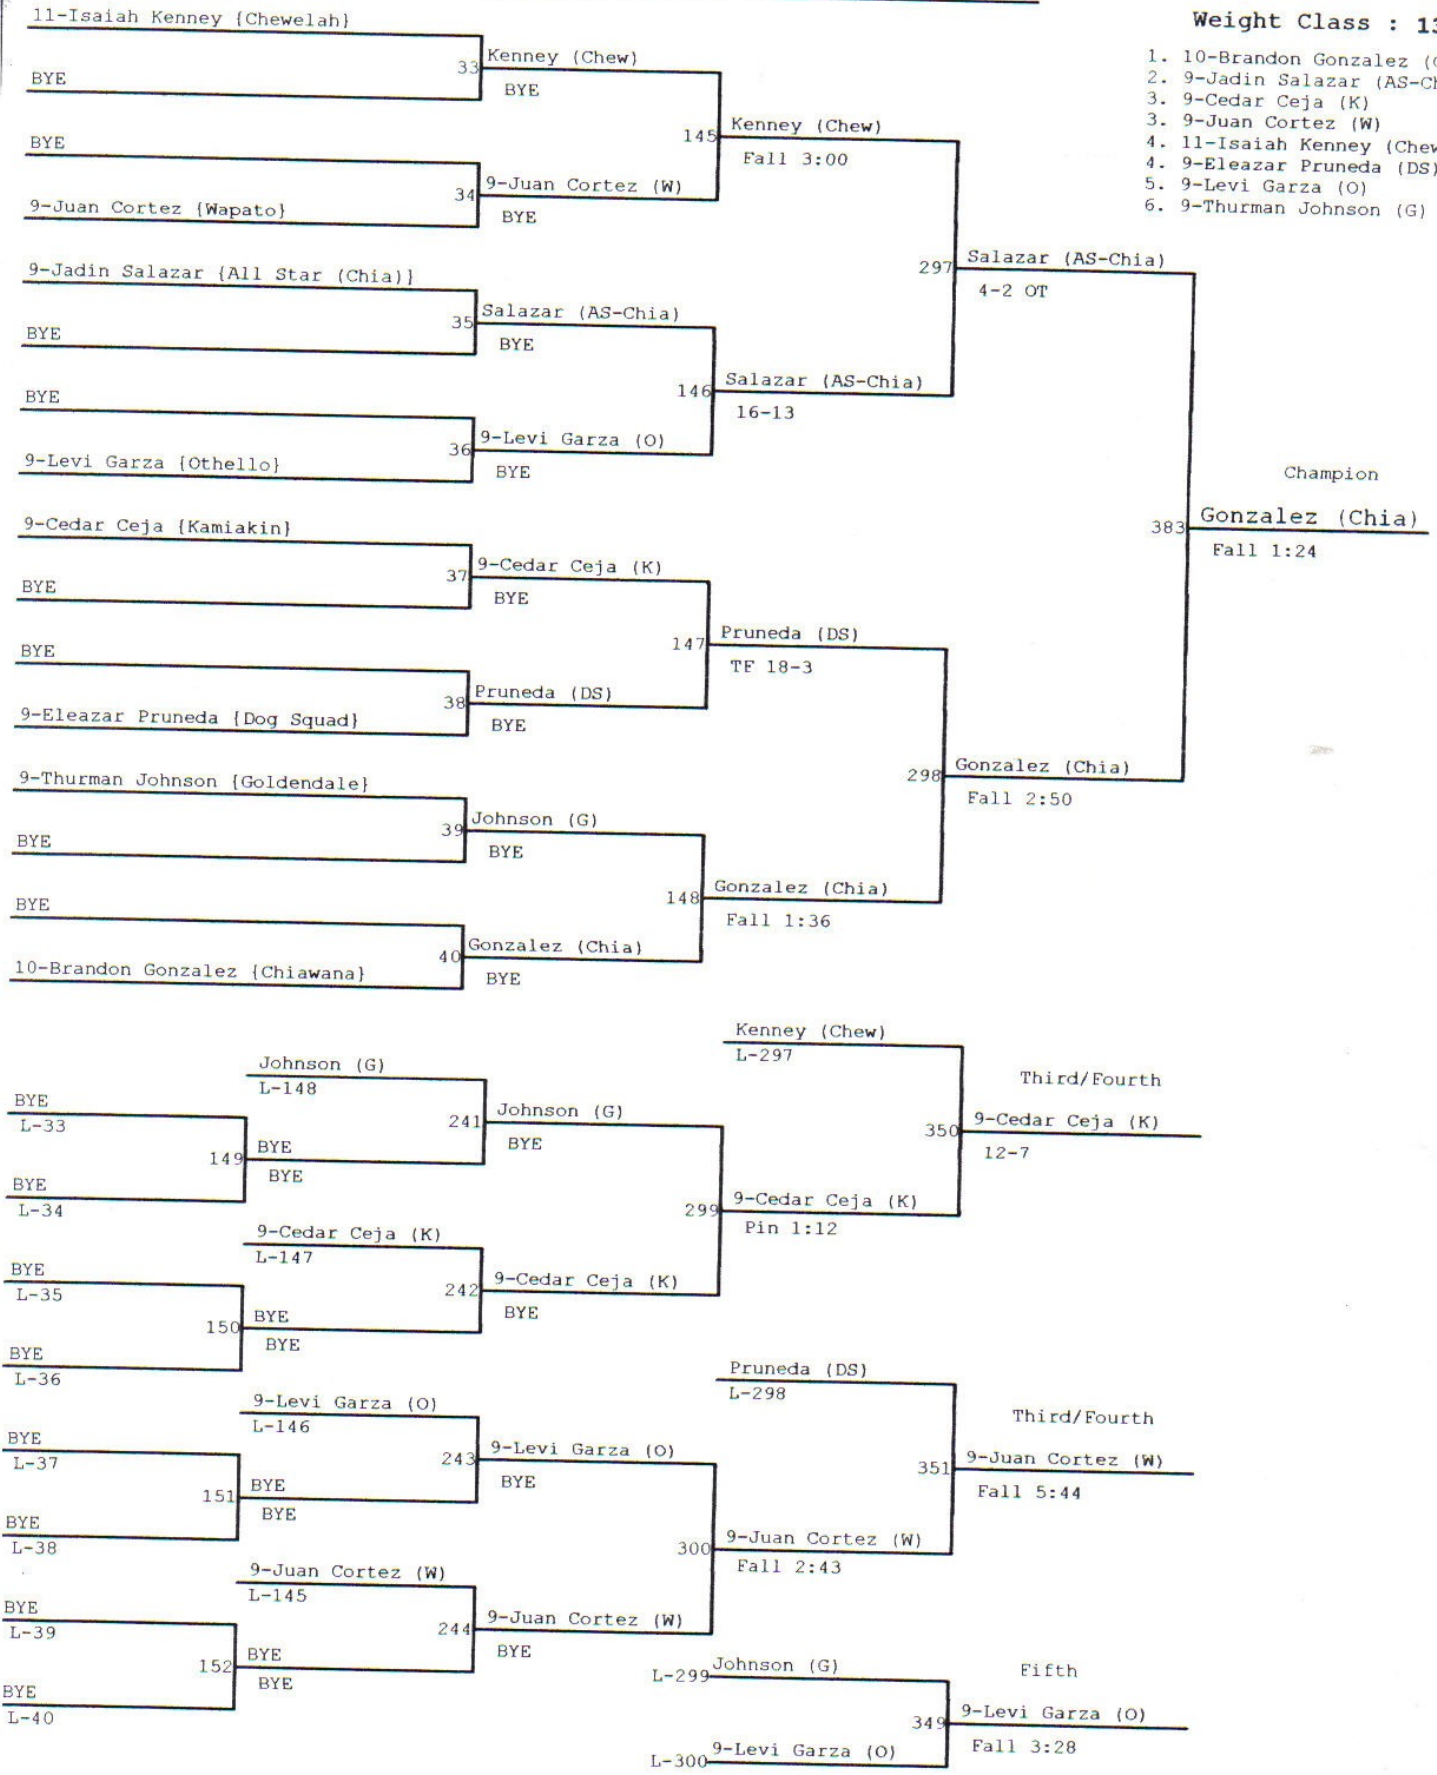 Weight Class : 13
1. 10-Brandon Gonzalez (
2. 9-Jadin Salazar (AS-Ch
3. 9-Cedar Ceja (K)
3. 9-Juan Cortez (W)
4. 11-Isaiah Kenney (Chew
4. 9-Eleazar Pruneda (DS)
5. 9-Levi Garza (O)
6. 9-Thurman Johnson (G)
11-Isaiah Kenney {Chewelah}
33 Kenney (Chew)
BYE
BYE
145 Kenney (Chew)
Fall 3:00
BYE
34 9-Juan Cortez (W)
BYE
9-Juan Cortez {Wapato}
297 Salazar (AS-Chia)
4-2 OT
9-Jadin Salazar {All Star (Chia)}
35 Salazar (AS-Chia)
BYE
BYE
146 Salazar (AS-Chia)
16-13
BYE
36 9-Levi Garza (O)
BYE
9-Levi Garza {Othello}
Champion
383 Gonzalez (Chia)
Fall 1:24
9-Cedar Ceja {Kamiakin}
37 9-Cedar Ceja (K)
BYE
BYE
147 Pruneda (DS)
TF 18-3
BYE
38 Pruneda (DS)
BYE
9-Eleazar Pruneda {Dog Squad}
298 Gonzalez (Chia)
Fall 2:50
9-Thurman Johnson {Goldendale}
39 Johnson (G)
BYE
BYE
148 Gonzalez (Chia)
Fall 1:36
BYE
40 Gonzalez (Chia)
BYE
10-Brandon Gonzalez {Chiawana}
Kenney (Chew)
L-297
Third/Fourth
350 9-Cedar Ceja (K)
12-7
Johnson (G)
L-148
241 Johnson (G)
BYE
BYE
L-33
149 BYE
BYE
BYE
L-34
299 9-Cedar Ceja (K)
Pin 1:12
9-Cedar Ceja (K)
L-147
242 9-Cedar Ceja (K)
BYE
BYE
L-35
150 BYE
BYE
BYE
L-36
Pruneda (DS)
L-298
Third/Fourth
351 9-Juan Cortez (W)
Fall 5:44
9-Levi Garza (O)
L-146
243 9-Levi Garza (O)
BYE
BYE
L-37
151 BYE
BYE
BYE
L-38
300 9-Juan Cortez (W)
Fall 2:43
9-Juan Cortez (W)
L-145
244 9-Juan Cortez (W)
BYE
BYE
L-39
152 BYE
BYE
BYE
L-40
L-299 Johnson (G)
Fifth
349 9-Levi Garza (O)
Fall 3:28
L-300 9-Levi Garza (O)